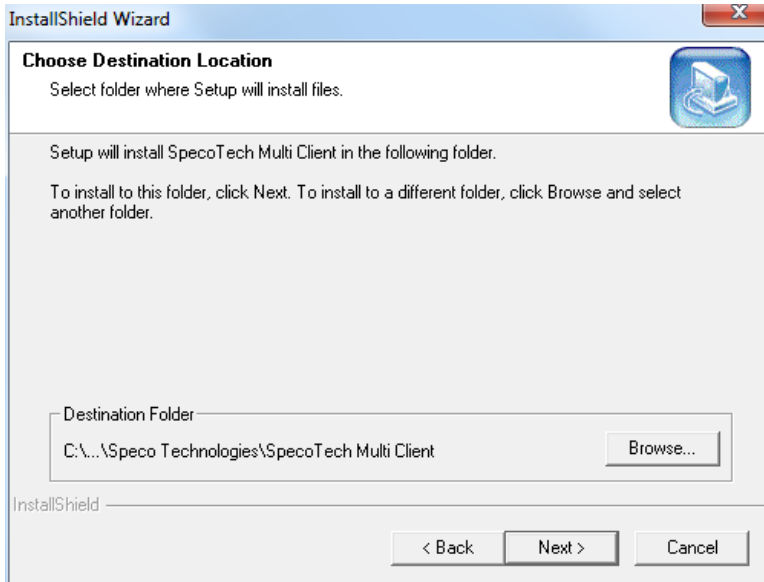 InstallShield Wizard
X
Choose Destination Location
Select folder where Setup will install files.
Setup will install SpecoTech Multi Client in the following folder.
To install to this folder, click Next. To install to a different folder, click Browse and select
another folder.
Destination Folder
C:\...\Speco Technologies\SpecoTech Multi Client
Browse...
InstallShield
< Back
Next >
Cancel